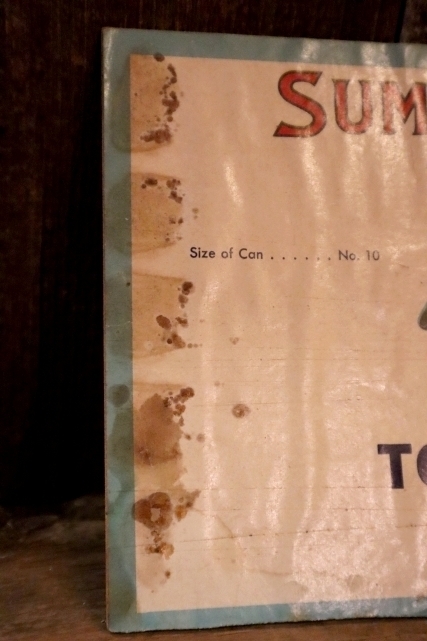 SUM
Size of Can . . . . . . No. 10
TO